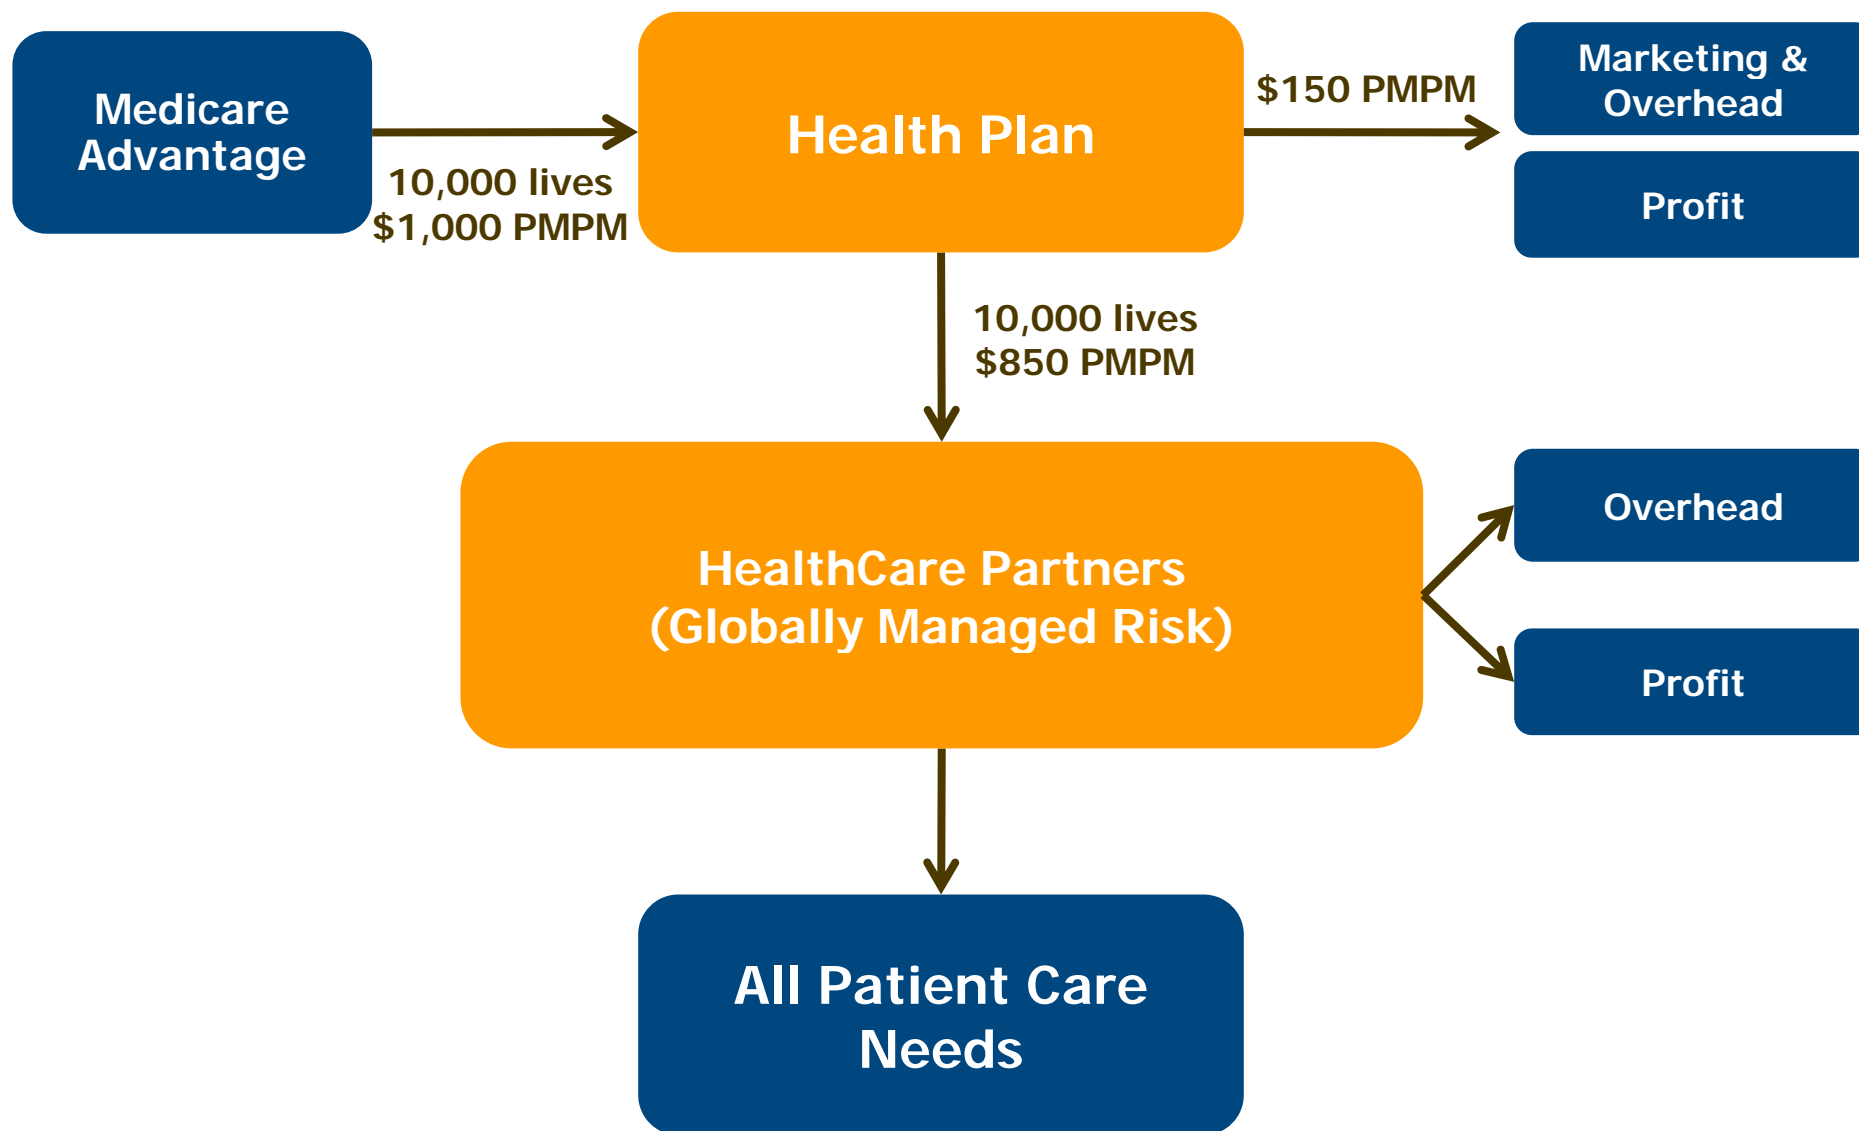 Medicare
Advantage
10,000 lives
$1,000 PMPM
Health Plan
$150 PMPM
Marketing &
Overhead
Profit
10,000 lives
$850 PMPM
HealthCare Partners
(Globally Managed Risk)
Overhead
Profit
All Patient Care
Needs